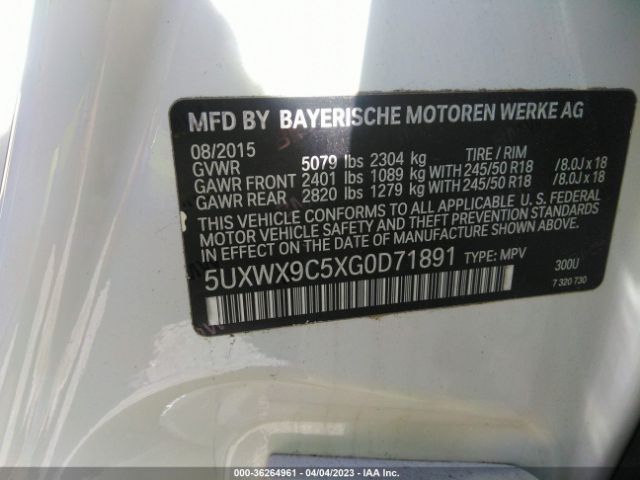 MFD BY BAYERISCHE MOTOREN WERKE AG
08/2015 TIRE / RIM
GVWR 5079 lbs 2304 kg
GAWR FRONT 2401 lbs 1089 kg WITH 245/50 R18 /8.0J x 18
GAWR REAR 2820 lbs 1279 kg WITH 245/50 R18 /8.0J x 18
THIS VEHICLE CONFORMS TO ALL APPLICABLE U. S. FEDERAL
MOTOR VEHICLE SAFETY AND THEFT PREVENTION STANDARDS
IN EFFECT ON THE DATE OF MANUFACTURE SHOWN ABOVE.
5UXWX9C5XG0D71891 TYPE: MPV 300U
7 320 730
000-36264961 - 04/04/2023 - IAA Inc.